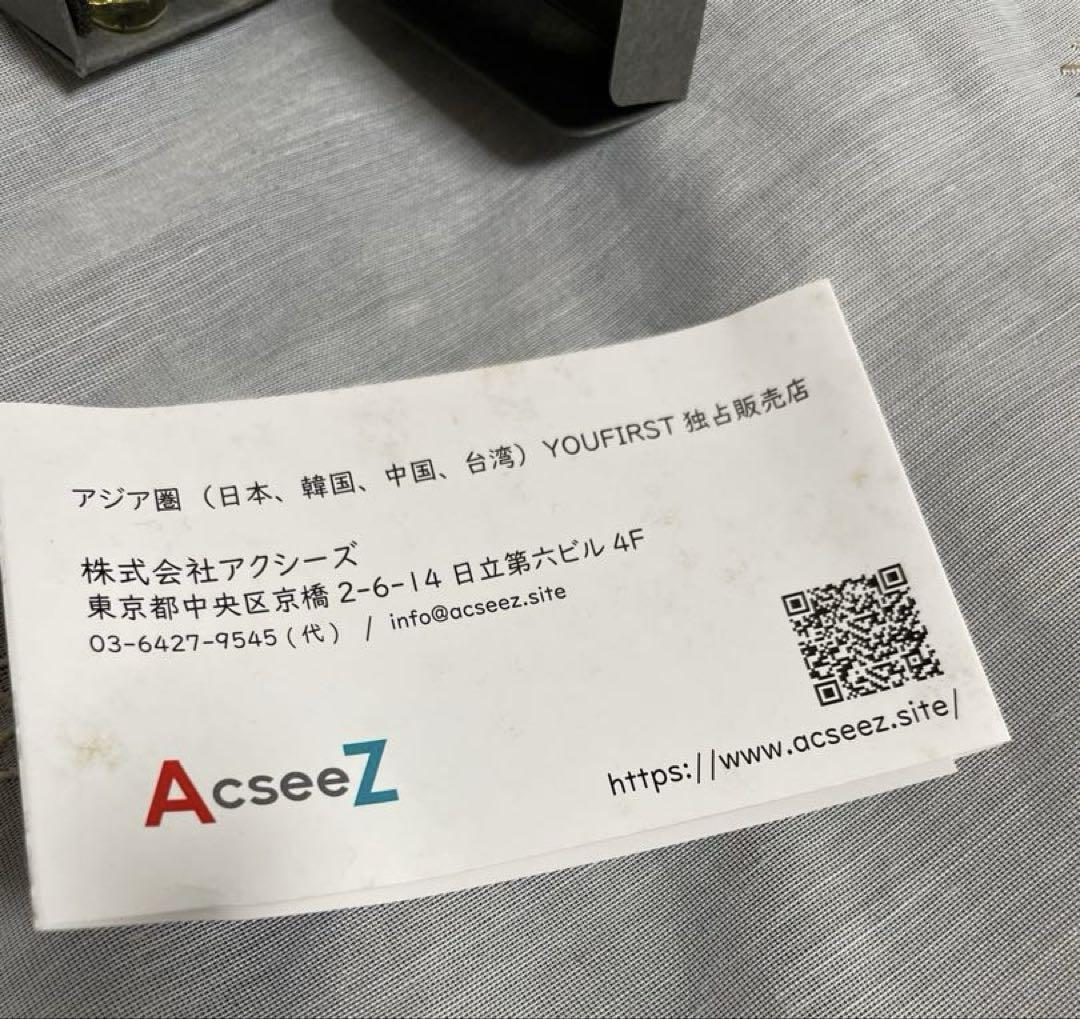 アジア圏（日本、韓国、中国、台湾）YOUFIRST 独占販売店
株式会社アクシーズ
東京都中央区京橋 2-6-14 日立第六ビル 4F
03-6427-9545（代） / info@acseez.site
AcseeZ
https://www.acseez.site/